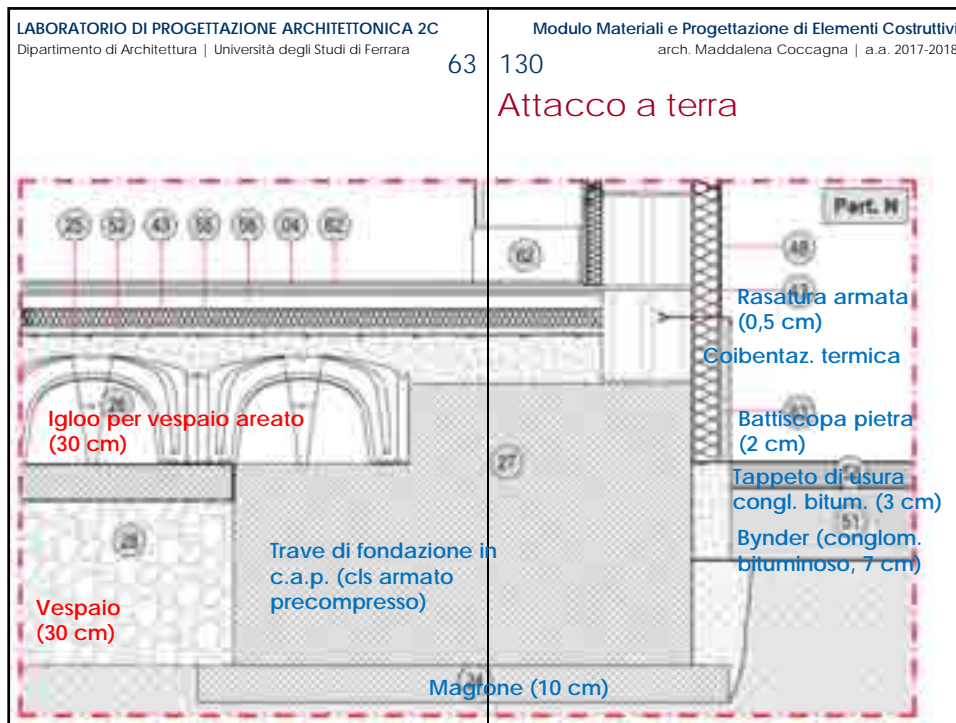 LABORATORIO DI PROGETTAZIONE ARCHITETTONICA 2C
Dipartimento di Architettura | Università degli Studi di Ferrara
63
Modulo Materiali e Progettazione di Elementi Costruttivi
arch. Maddalena Coccagna | a.a. 2017-2018
130
Attacco a terra
Part. N
25 52 43 55 56 04 62
62
48
Rasatura armata
(0,5 cm)
Coibentaz. termica
Igloo per vespaio areato
(30 cm)
Battiscopa pietra
(2 cm)
27
Tappeto di usura
congl. bitum. (3 cm)
51
Bynder (conglom.
bituminoso, 7 cm)
Trave di fondazione in
c.a.p. (cls armato
precompresso)
Vespaio
(30 cm)
Magrone (10 cm)